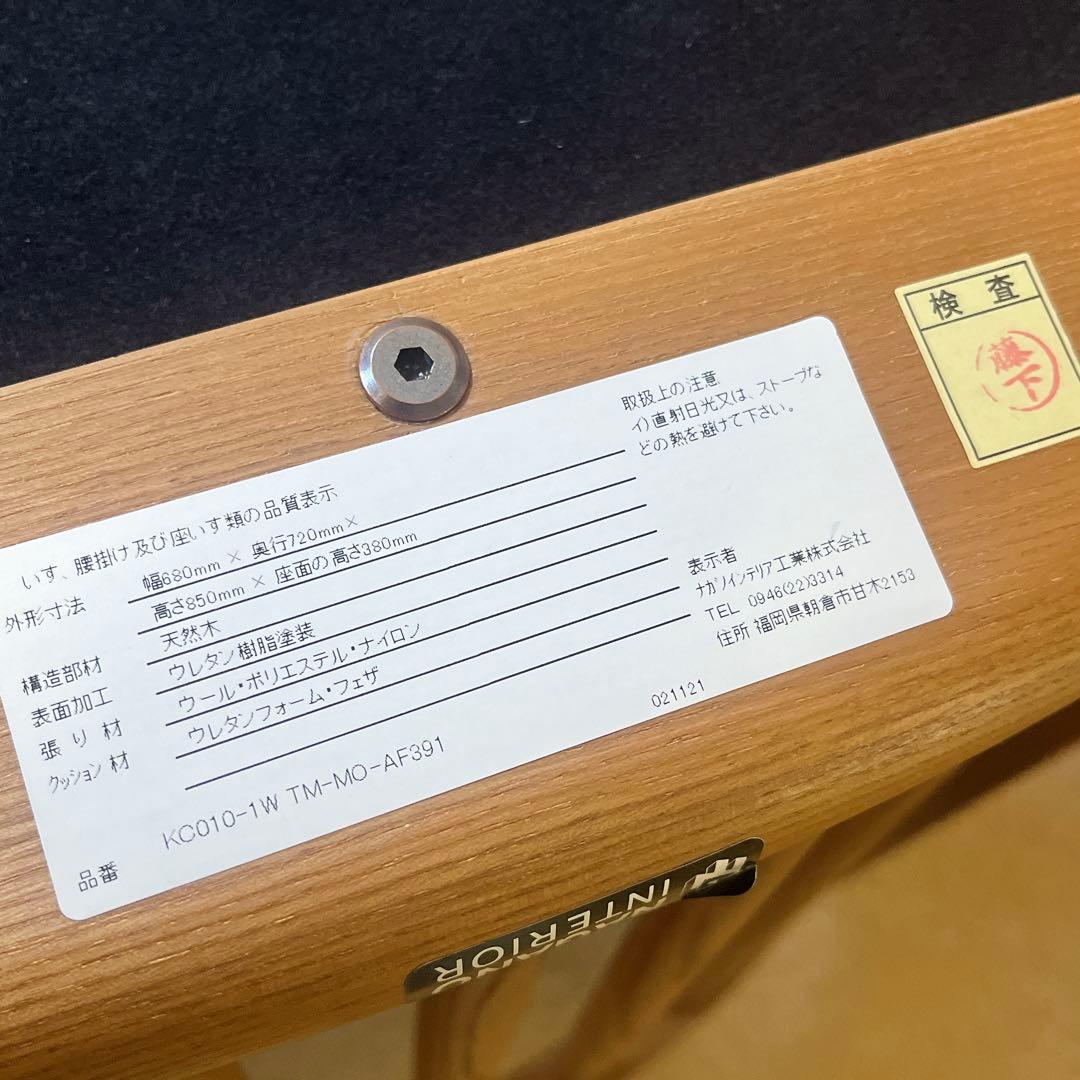 いす、腰掛け及び座いす類の品質表示
外形寸法 幅680mm × 奥行720mm×
高さ850mm × 座面の高さ380mm
構造部材 天然木
表面加工 ウレタン樹脂塗装
張り材 ウール・ポリエステル・ナイロン
クッション材 ウレタンフォーム・フェザ
品番 KC010-1W TM-MO-AF391
取扱上の注意
イ)直射日光又は、ストーブな
どの熱を避けて下さい。
表示者
ナガノインテリア工業株式会社
TEL 0946(22)3314
住所 福岡県朝倉市甘木2153
021121
検査
藤下
INTERIOR